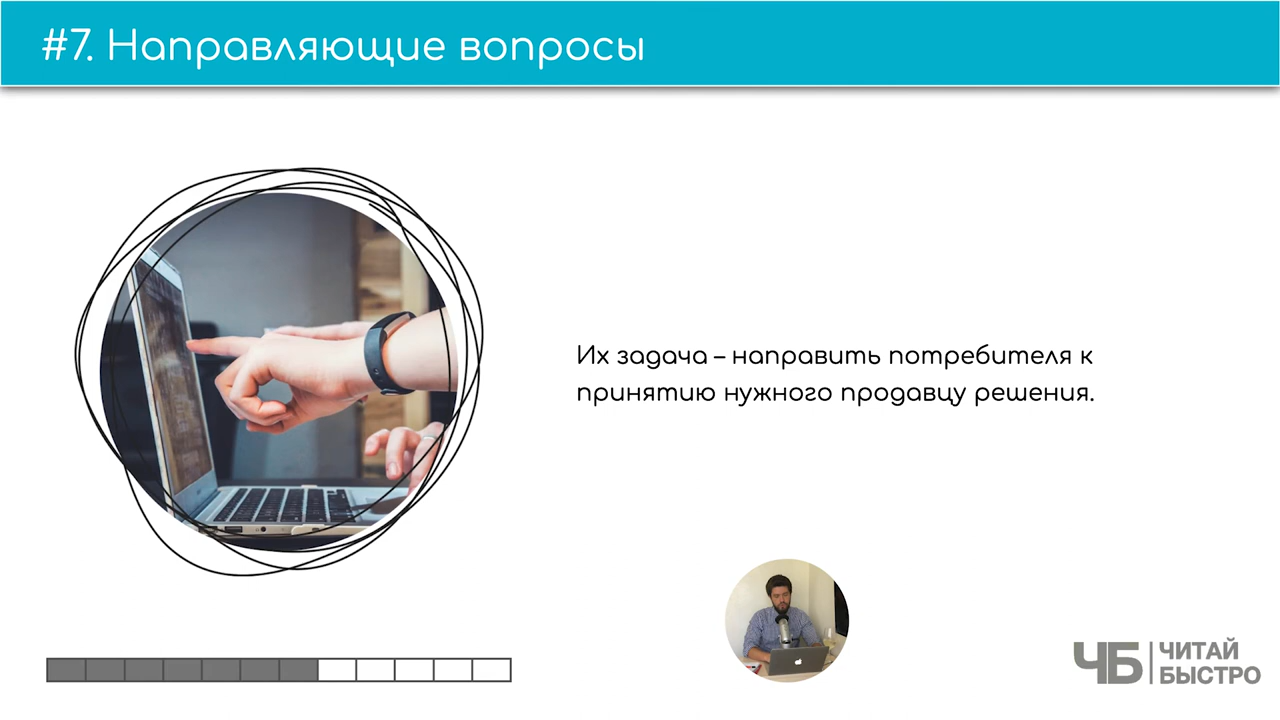 #7. Направляющие вопросы
Их задача – направить потребителя к
принятию нужного продавцу решения.
ЧБ
ЧИТАЙ
БЫСТРО